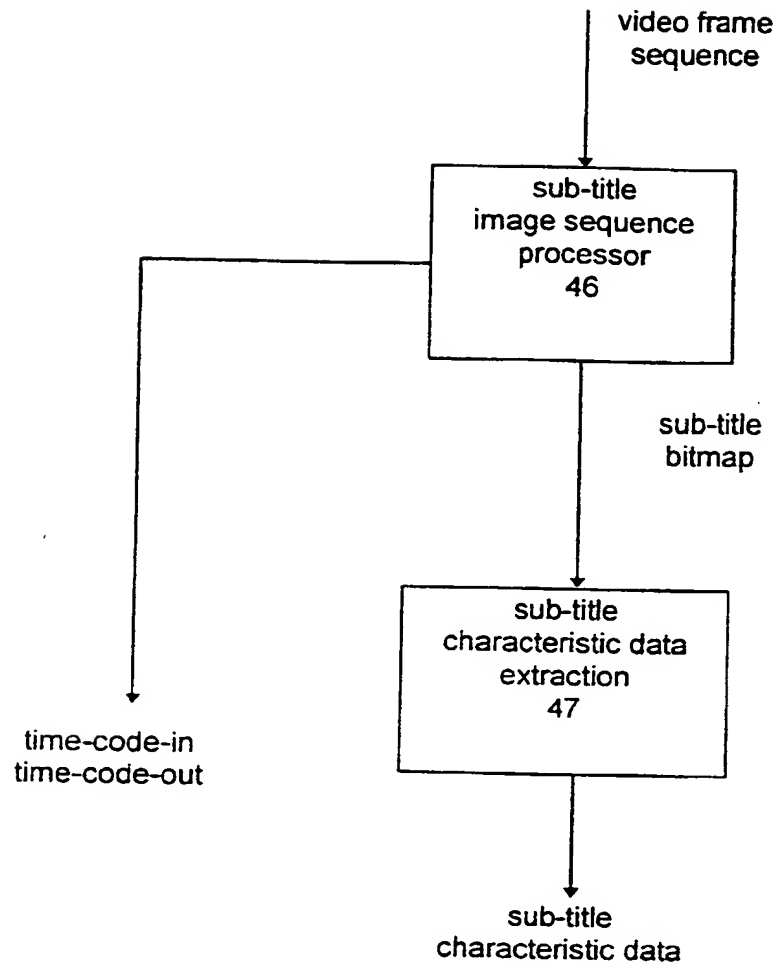 video frame
sequence
sub-title
image sequence
processor
46
sub-title
bitmap
sub-title
characteristic data
extraction
47
time-code-in
time-code-out
sub-title
characteristic data